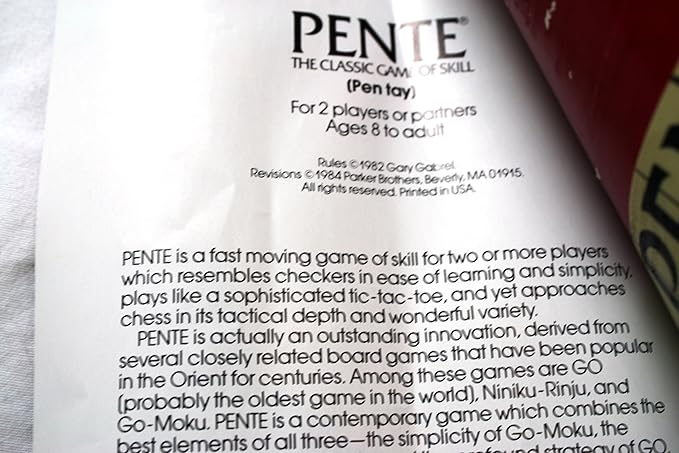 PENTE®
THE CLASSIC GAME OF SKILL
(Pen tay)
For 2 players or partners
Ages 8 to adult
Rules © 1982 Gary Gabrel.
Revisions © 1984 Parker Brothers, Beverly, MA 01915.
All rights reserved. Printed in USA.
PENTE is a fast moving game of skill for two or more players
which resembles checkers in ease of learning and simplicity,
plays like a sophisticated tic-tac-toe, and yet approaches
chess in its tactical depth and wonderful variety.
PENTE is actually an outstanding innovation, derived from
several closely related board games that have been popular
in the Orient for centuries. Among these games are GO
(probably the oldest game in the world), Niniku-Rinju, and
Go-Moku. PENTE is a contemporary game which combines the
best elements of all three—the simplicity of Go-Moku, the
profound strategy of GO,